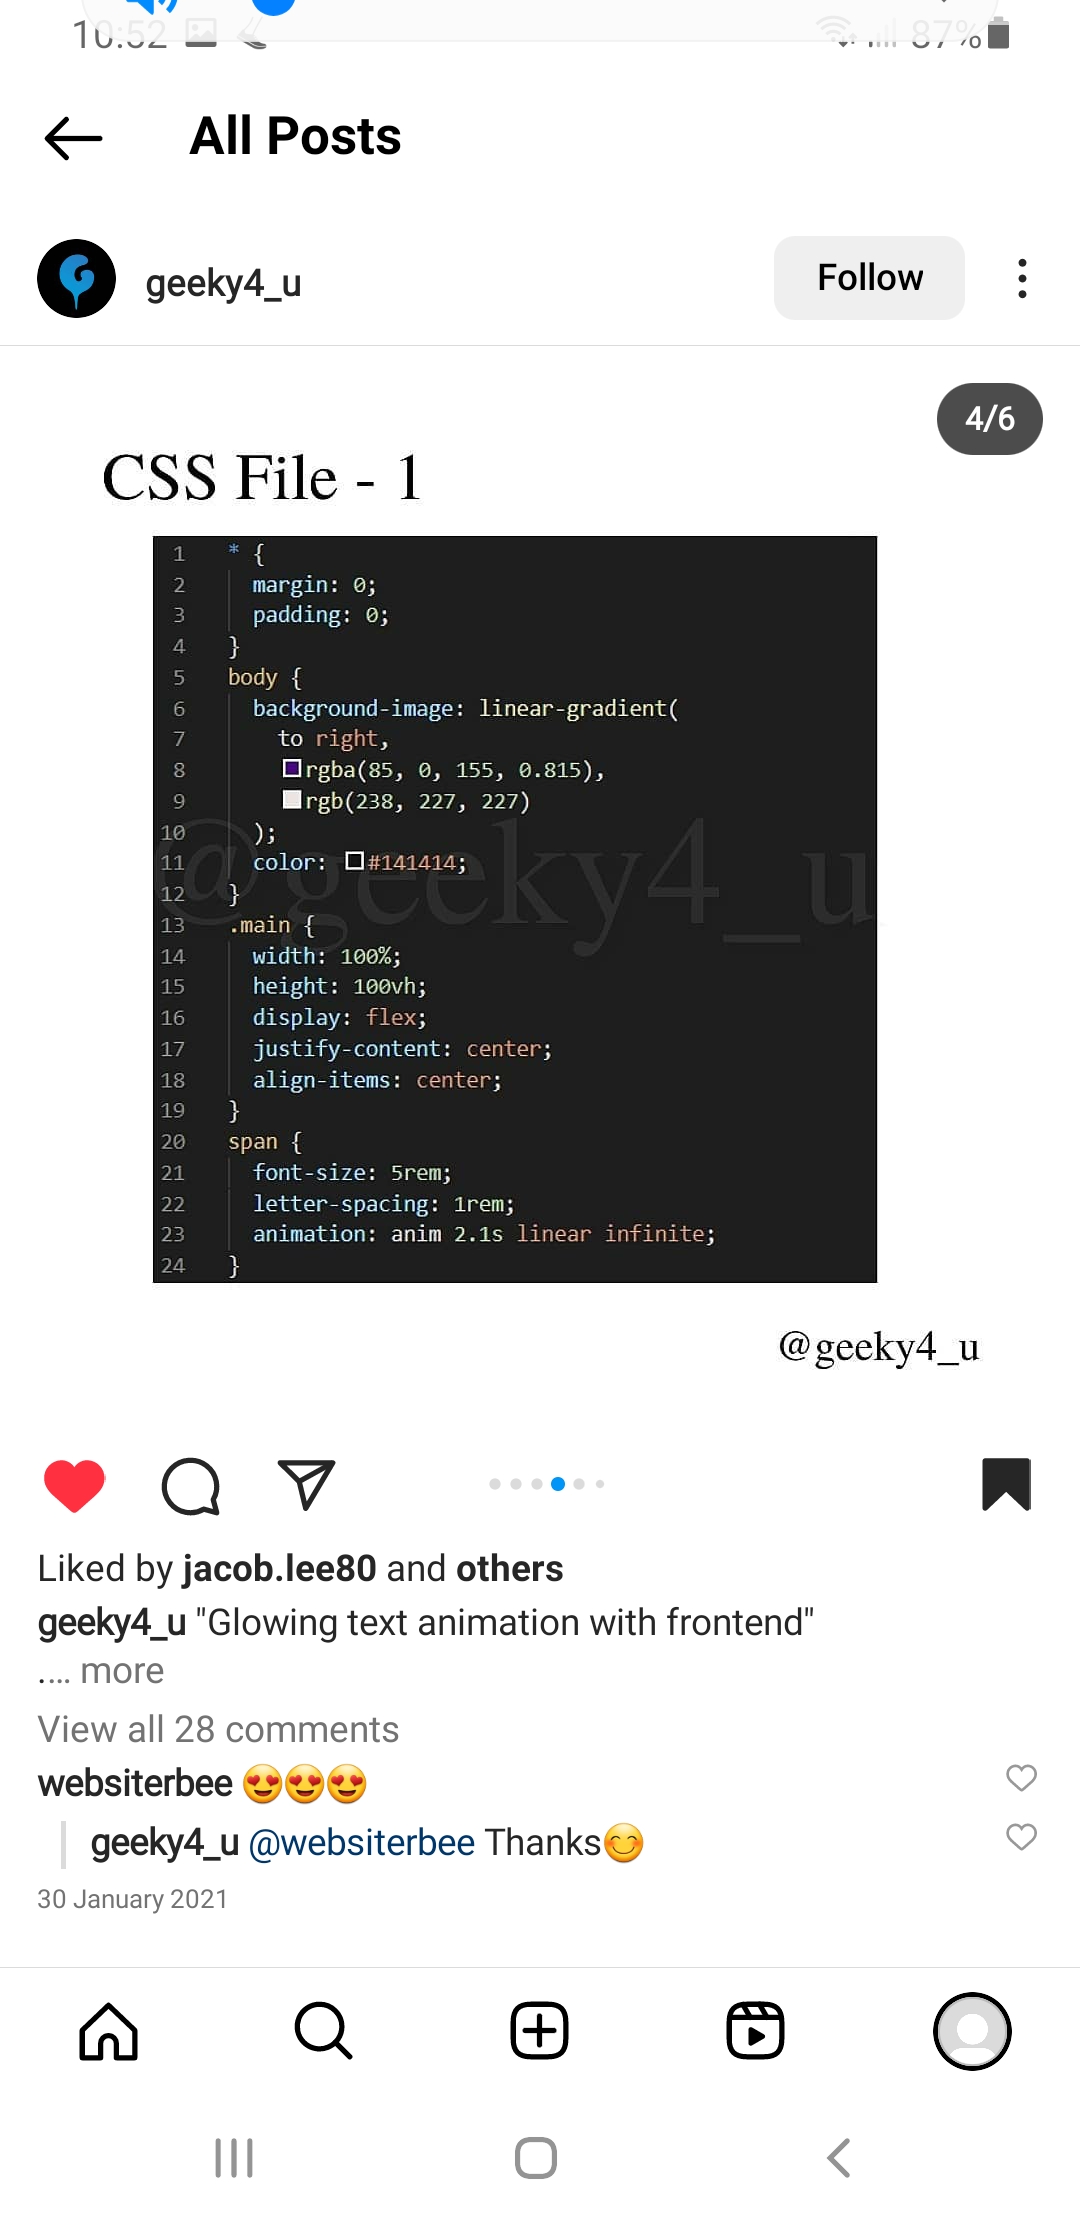 10:52 87%
All Posts
geeky4_u Follow
4/6
CSS File - 1
1 * {
2 margin: 0;
3 padding: 0;
4 }
5 body {
6 background-image: linear-gradient(
7 to right,
8 rgba(85, 0, 155, 0.815),
9 rgb(238, 227, 227)
10 );
11 color: #141414;
12 }
13 .main {
14 width: 100%;
15 height: 100vh;
16 display: flex;
17 justify-content: center;
18 align-items: center;
19 }
20 span {
21 font-size: 5rem;
22 letter-spacing: 1rem;
23 animation: anim 2.1s linear infinite;
24 }
@geeky4_u
@geeky4_u
Liked by jacob.lee80 and others
geeky4_u "Glowing text animation with frontend"
.... more
View all 28 comments
websiterbee 😍😍😍
geeky4_u @websiterbee Thanks😊
30 January 2021